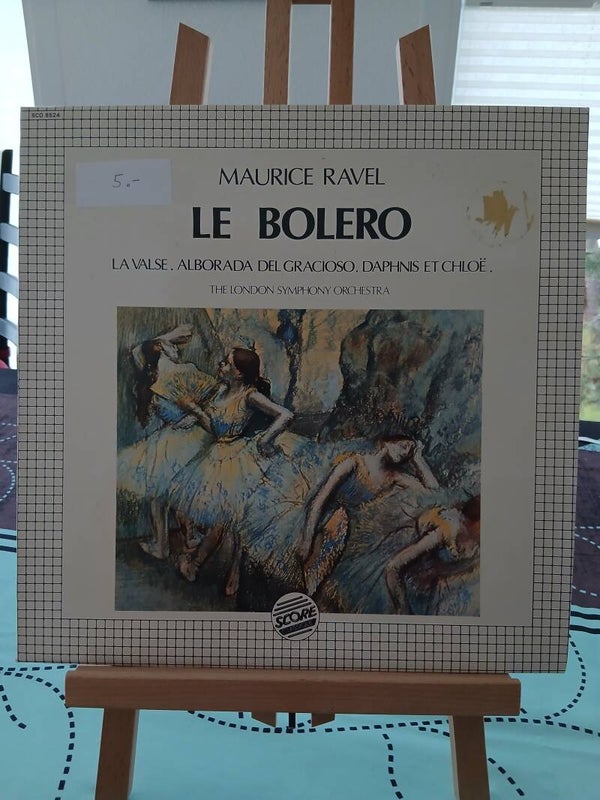 SCO 8524
5.-
MAURICE RAVEL
LE BOLERO
LA VALSE. ALBORADA DEL GRACIOSO. DAPHNIS ET CHLOË.
THE LONDON SYMPHONY ORCHESTRA
SCORE